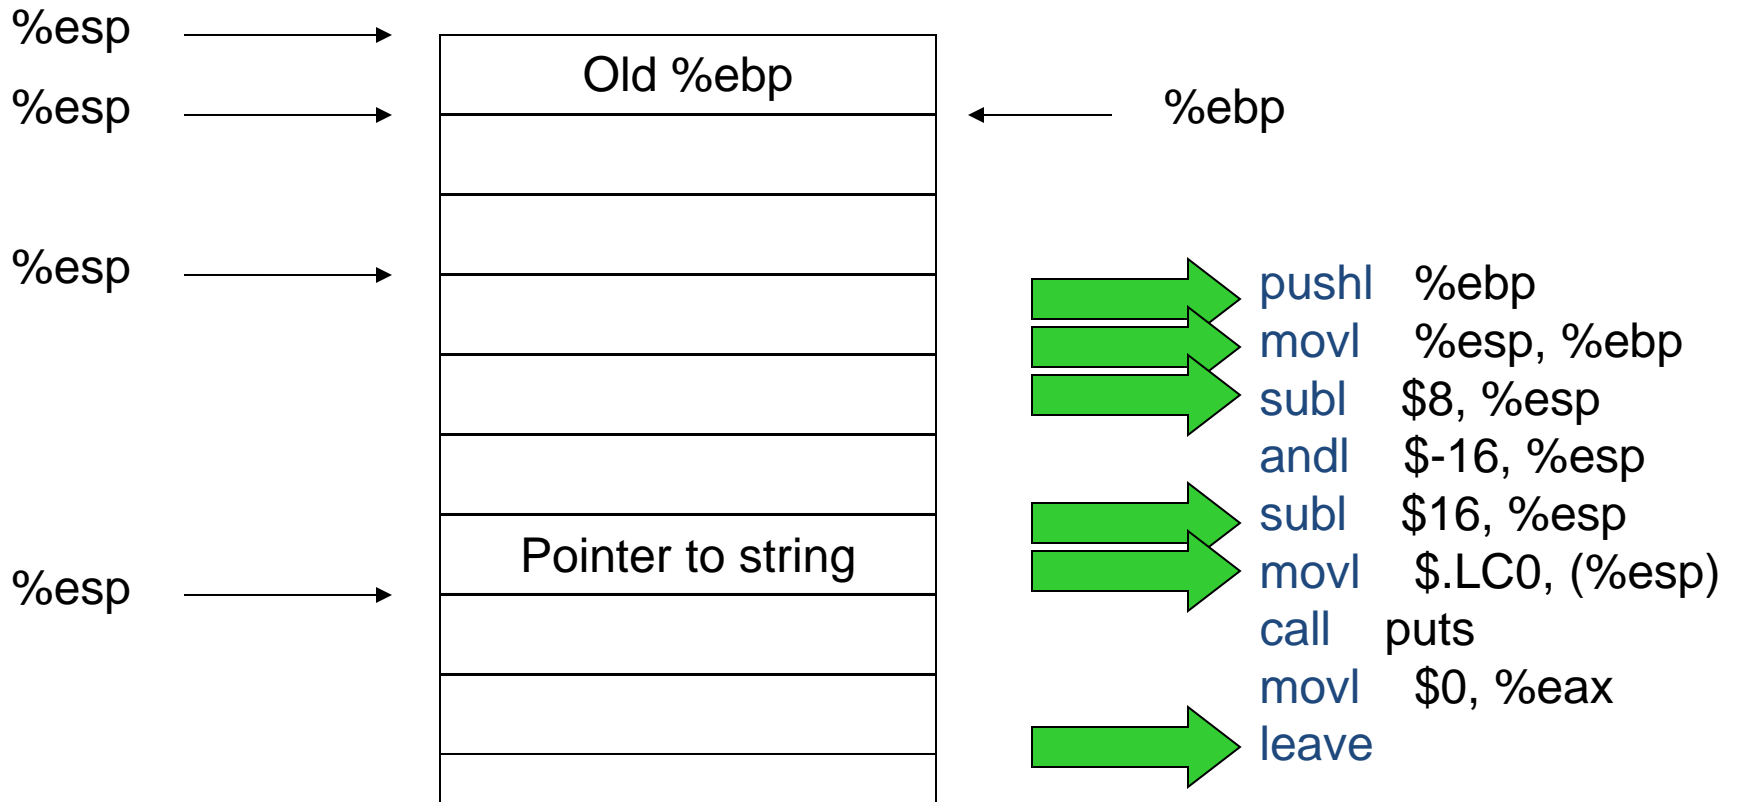 %esp
Old %ebp
%esp
%ebp
%esp
pushl %ebp
movl %esp, %ebp
subl $8, %esp
andl $-16, %esp
subl $16, %esp
Pointer to string
movl $.LC0, (%esp)
%esp
call puts
movl $0, %eax
leave